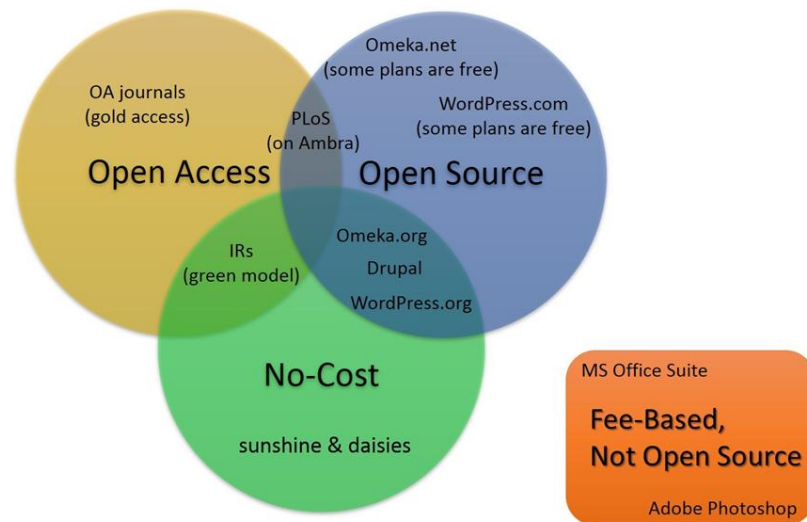 Omeka.net
(some plans are free)
OA journals
(gold access)
WordPress.com
(some plans are free)
PLoS
(on Ambra)
Open Access
Open Source
IRs
(green model)
Omeka.org
Drupal
WordPress.org
No-Cost
sunshine & daisies
MS Office Suite
Fee-Based,
Not Open Source
Adobe Photoshop